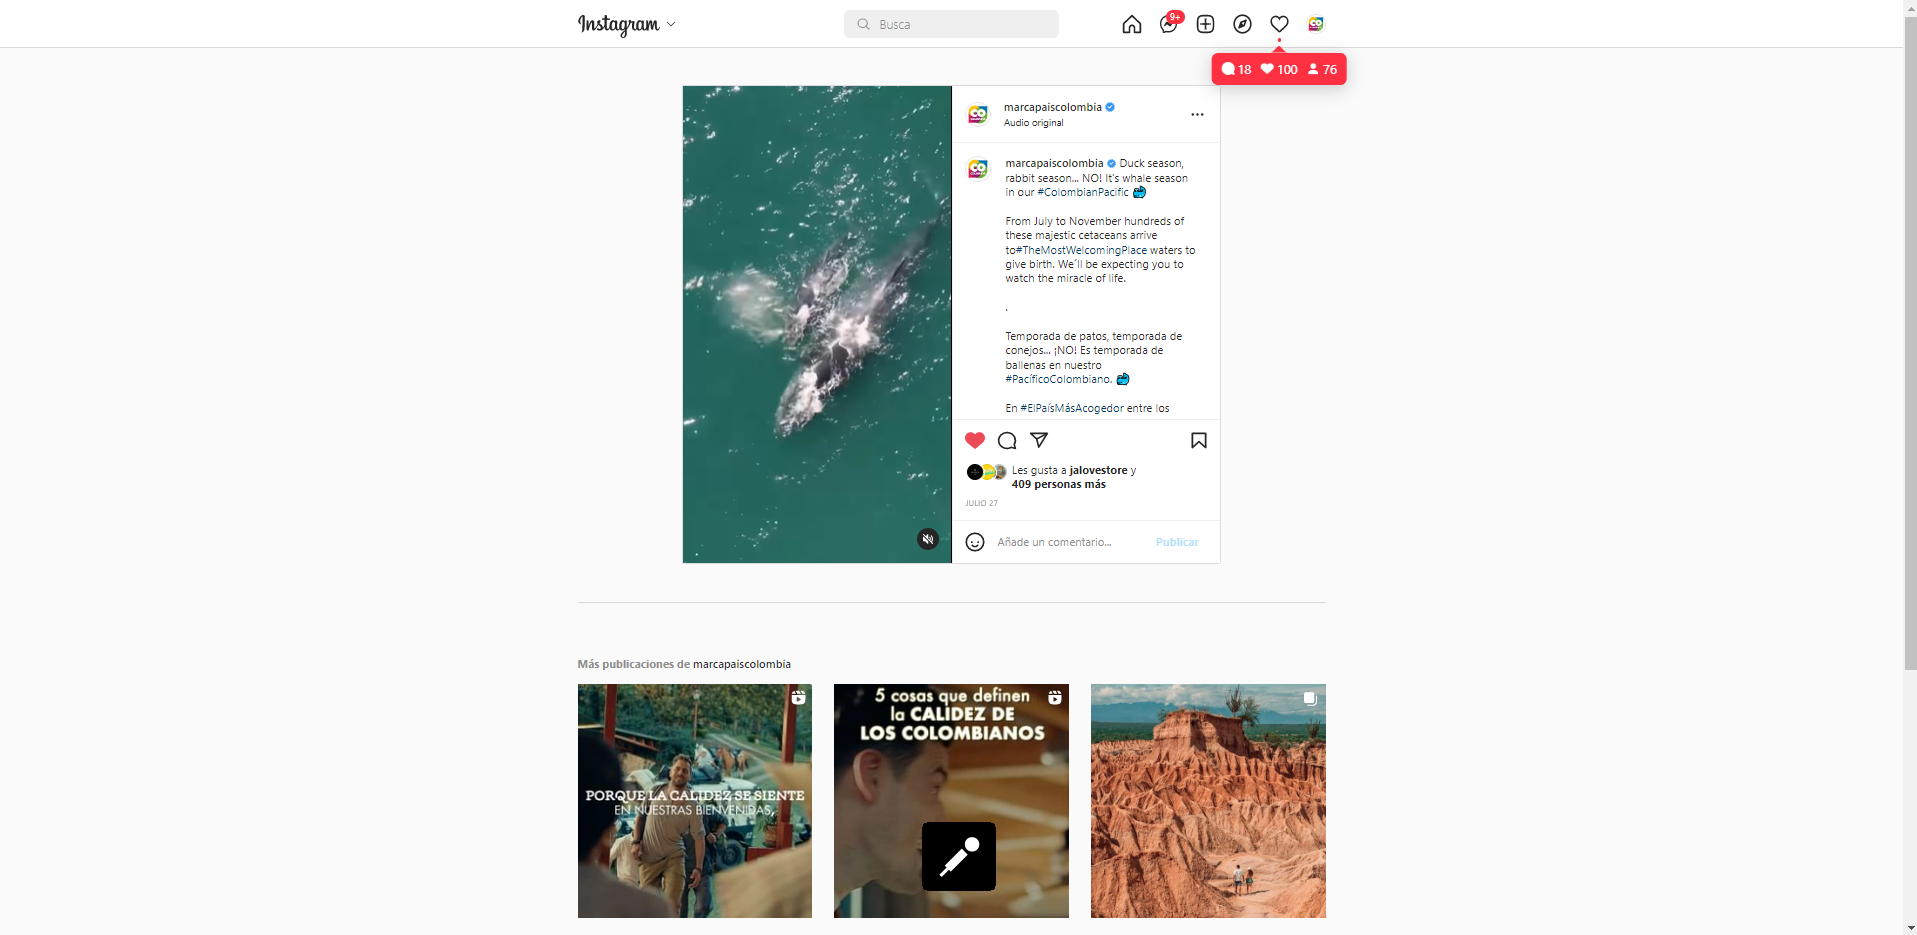 Instagram
Busca
9+
18 100 76
marcapaiscolombia
Audio original
marcapaiscolombia Duck season,
rabbit season... NO! It's whale season
in our #ColombianPacific
From July to November hundreds of
these majestic cetaceans arrive
to#TheMostWelcomingPlace waters to
give birth. We´ll be expecting you to
watch the miracle of life.
.
Temporada de patos, temporada de
conejos... ¡NO! Es temporada de
ballenas en nuestro
#PacíficoColombiano.
En #ElPaísMásAcogedor entre los
Les gusta a jalovestore y
409 personas más
JULIO 27
Añade un comentario...
Publicar
Más publicaciones de marcapaiscolombia
PORQUE LA CALIDEZ SE SIENTE
EN NUESTRAS BIENVENIDAS,
5 cosas que definen
la CALIDEZ DE
LOS COLOMBIANOS